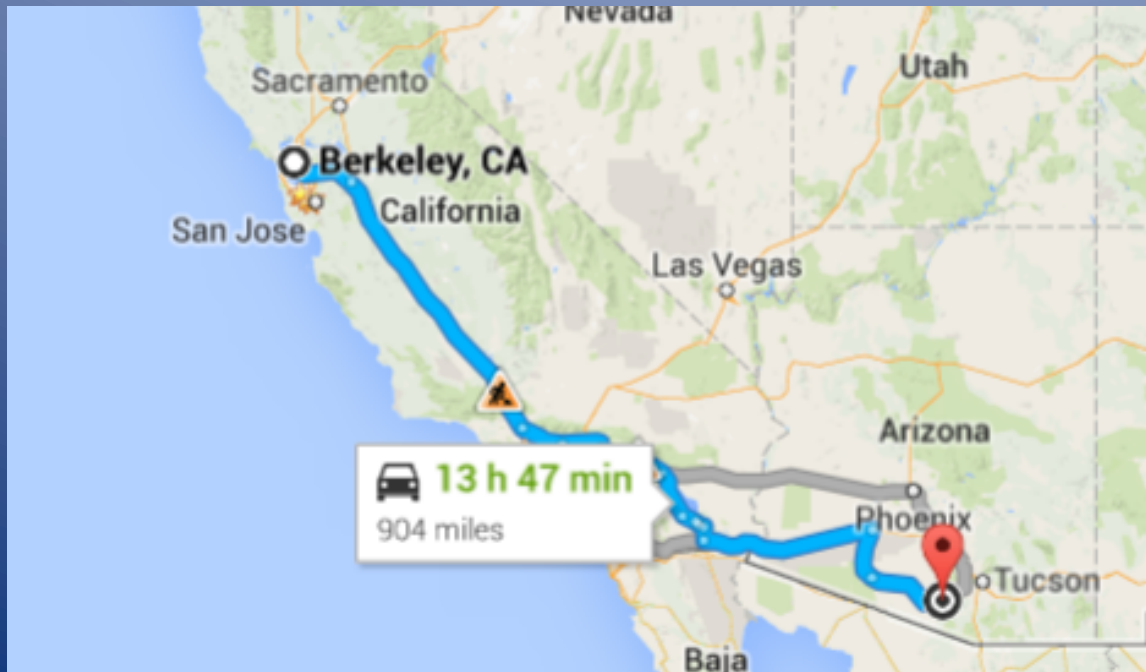 Nevada
Utah
Sacramento
Berkeley, CA
California
San Jose
Las Vegas
Arizona
13 h 47 min
904 miles
Phoenix
Tucson
Baja